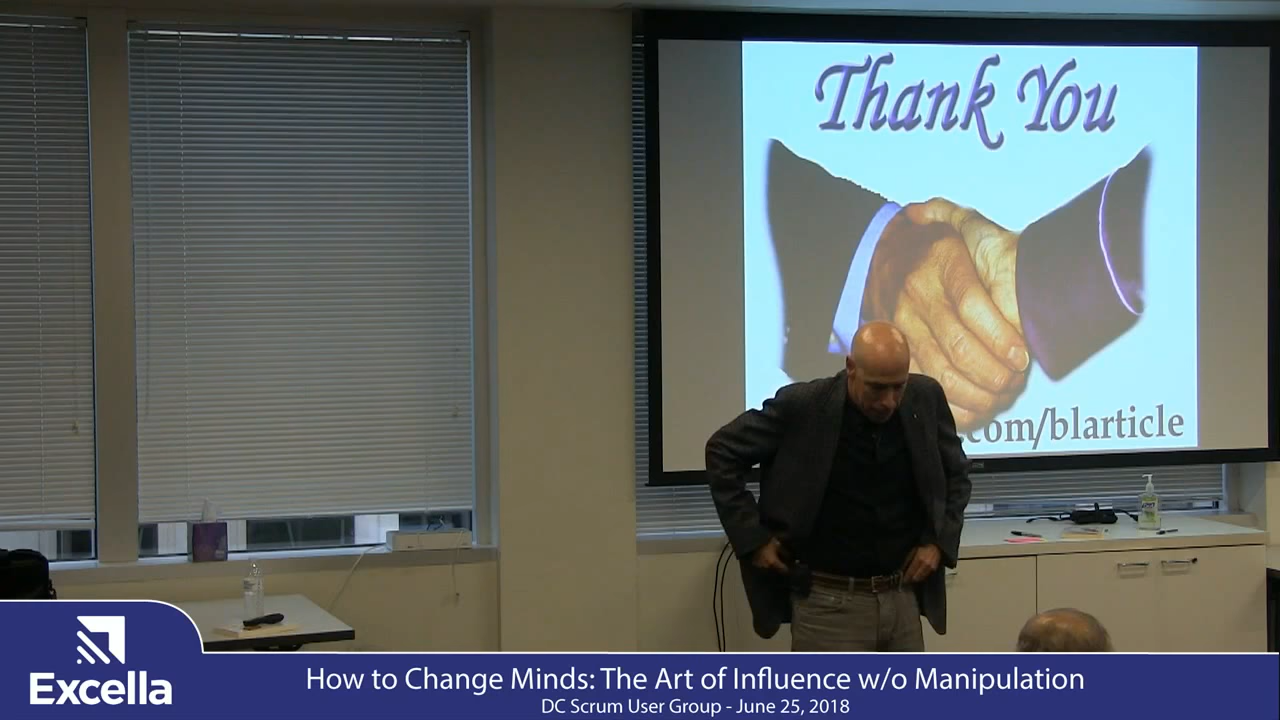 Thank You
.com/blarticle
Excella
How to Change Minds: The Art of Influence w/o Manipulation
DC Scrum User Group - June 25, 2018